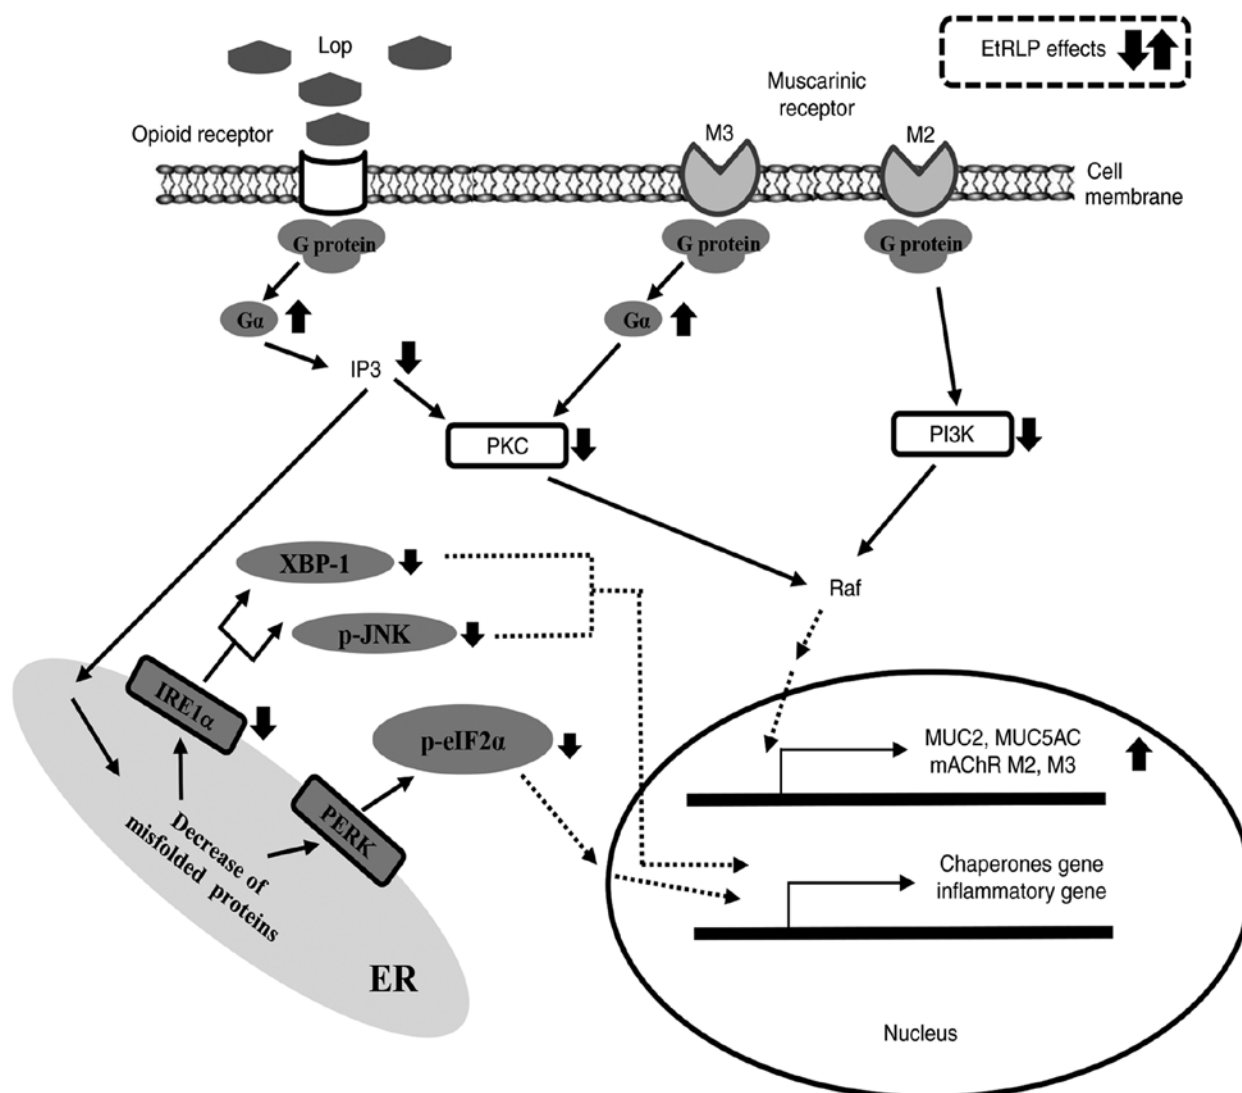 Lop
EtRLP effects
Muscarinic
receptor
Opioid receptor
M3
M2
Cell
membrane
G protein
G protein
G protein
Gα
Gα
IP3
PKC
PI3K
XBP-1
Raf
p-JNK
IRE1α
p-eIF2α
MUC2, MUC5AC
mAChR M2, M3
PERK
Decrease of
misfolded proteins
Chaperones gene
inflammatory gene
ER
Nucleus